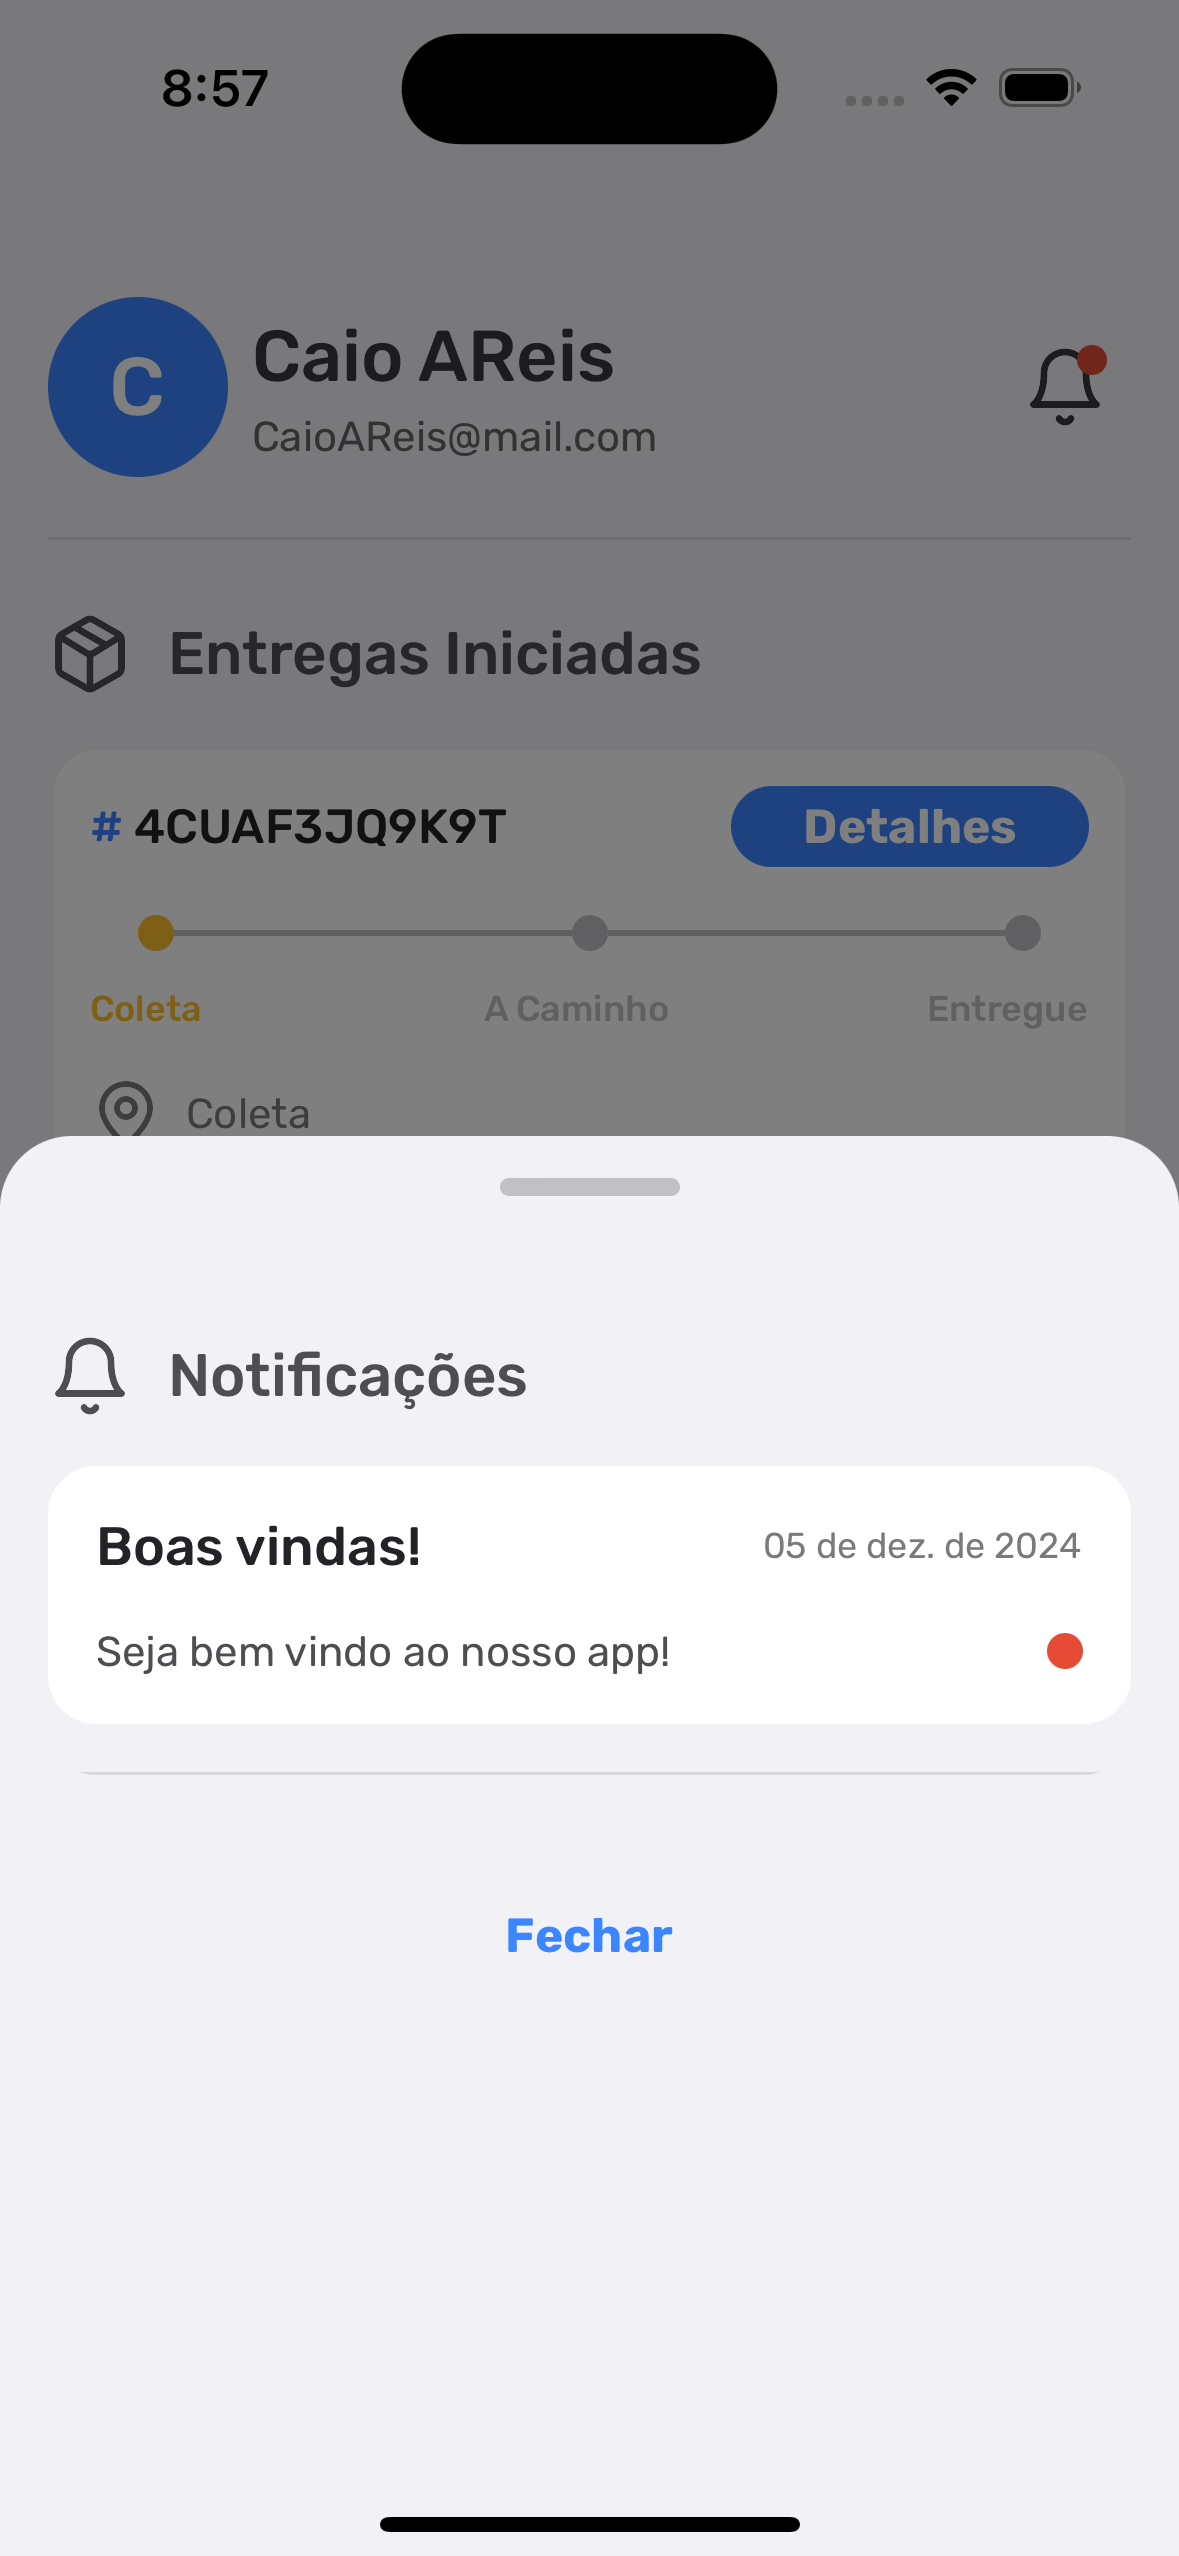 8:57
C
Caio AReis
CaioAReis@mail.com
Entregas Iniciadas
# 4CUAF3JQ9K9T
Detalhes
Coleta
A Caminho
Entregue
Coleta
Notificações
Boas vindas!
05 de dez. de 2024
Seja bem vindo ao nosso app!
Fechar